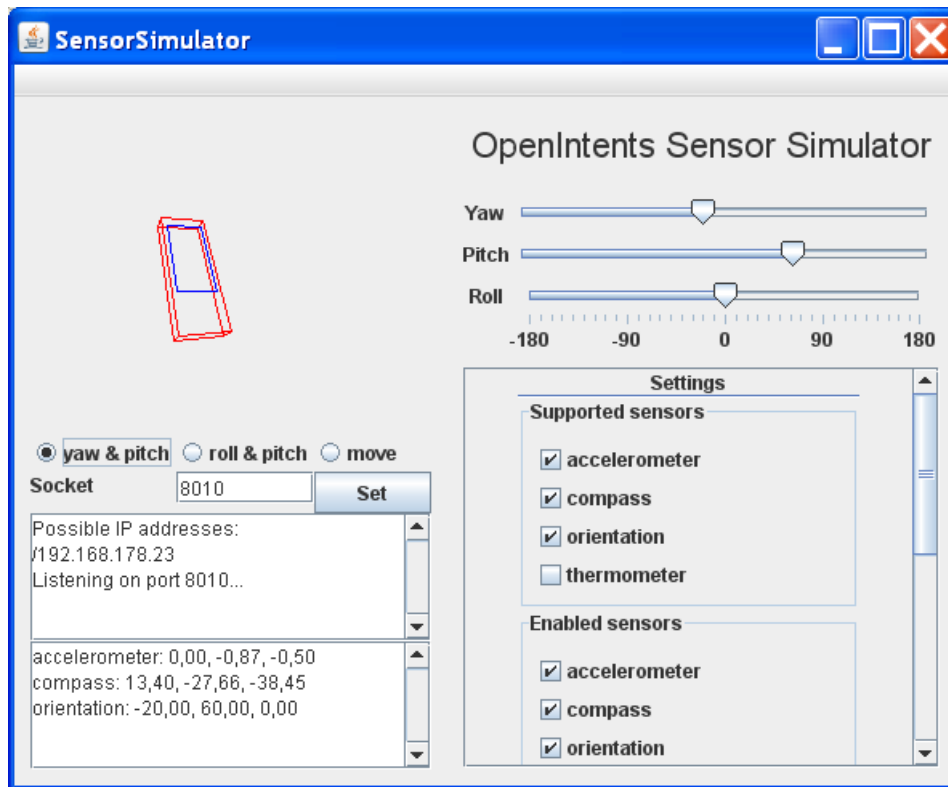 SensorSimulator
OpenIntents Sensor Simulator
Yaw
Pitch
Roll
-180 -90 0 90 180
yaw & pitch roll & pitch move
Socket 8010 Set
Possible IP addresses:
/192.168.178.23
Listening on port 8010...
accelerometer: 0,00, -0,87, -0,50
compass: 13,40, -27,66, -38,45
orientation: -20,00, 60,00, 0,00
Settings
Supported sensors
accelerometer
compass
orientation
thermometer
Enabled sensors
accelerometer
compass
orientation